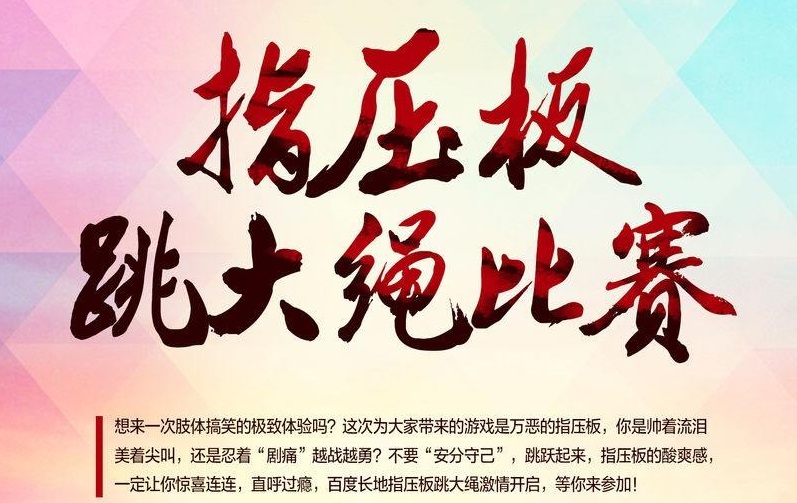 指压板
跳大绳比赛
想来一次肢体搞笑的极致体验吗？这次为大家带来的游戏是万恶的指压板，你是帅着流泪
美着尖叫，还是忍着“剧痛”越战越勇？不要“安分守己”，跳跃起来，指压板的酸爽感，
一定让你惊喜连连，直呼过瘾，百度长地指压板跳大绳激情开启，等你来参加！